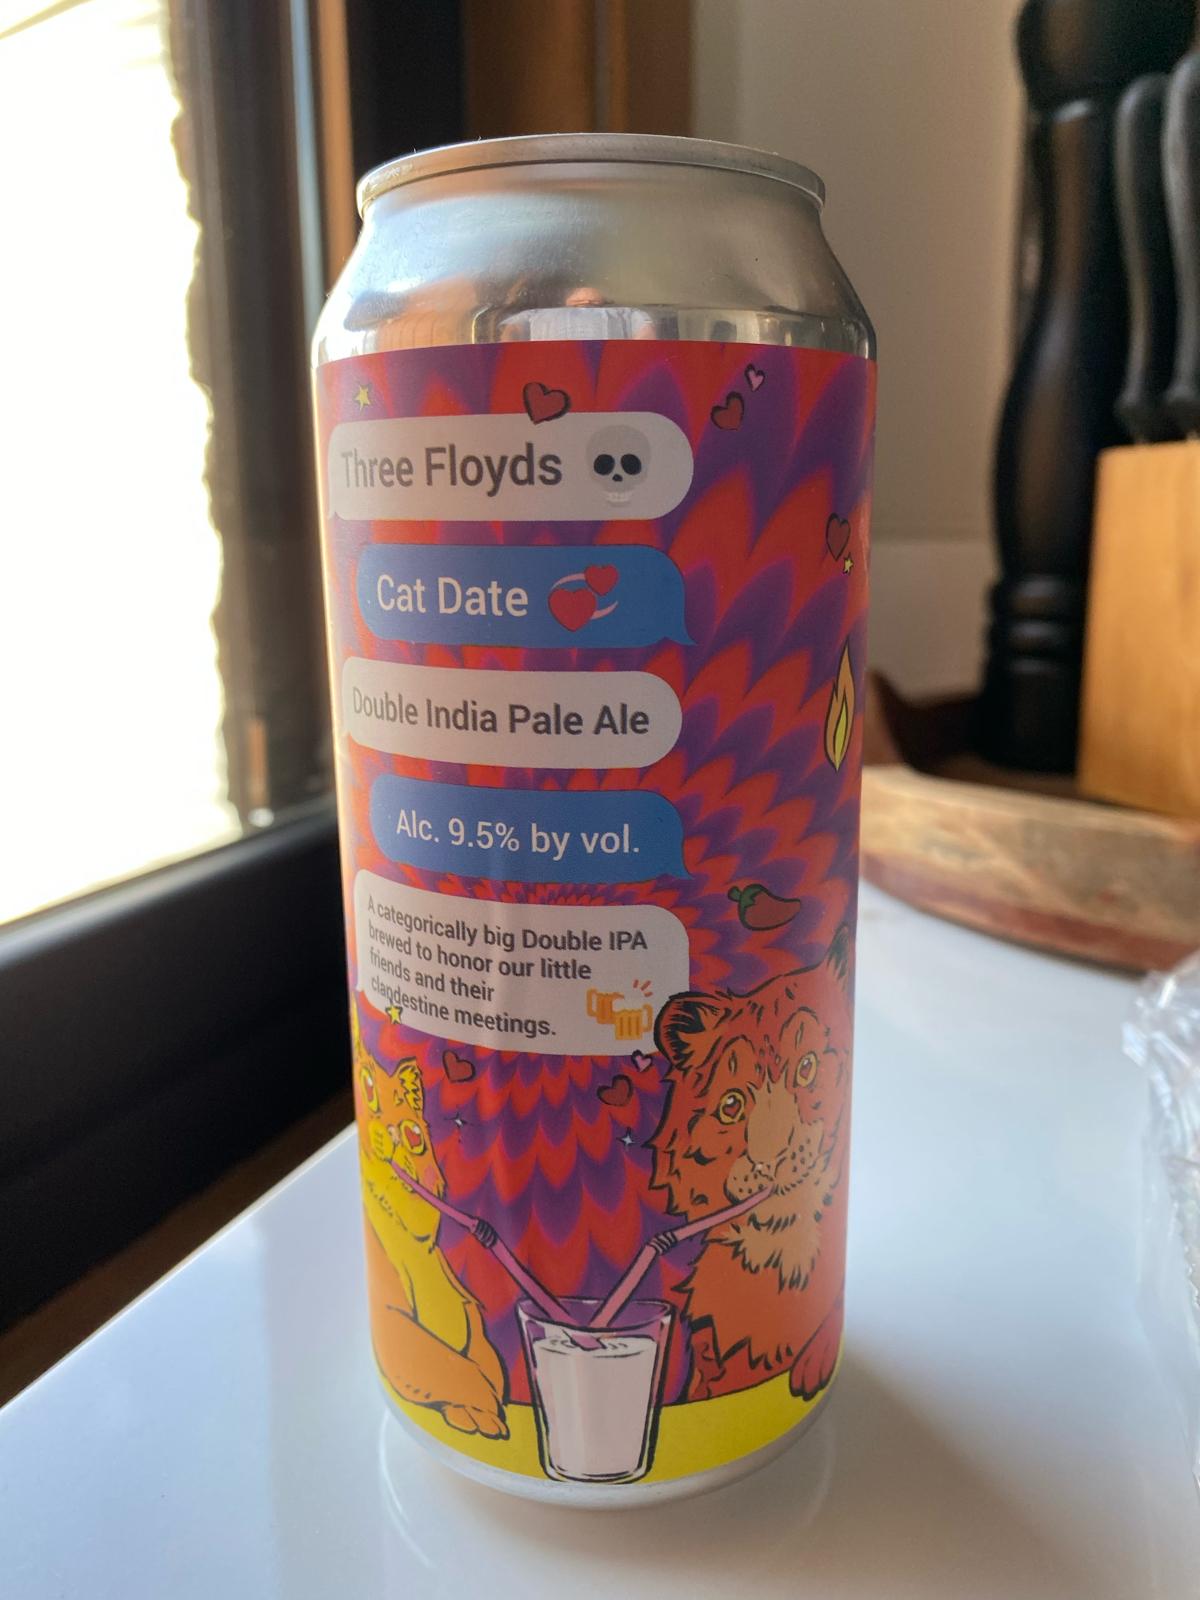 Three Floyds
Cat Date
Double India Pale Ale
Alc. 9.5% by vol.
A categorically big Double IPA
brewed to honor our little
friends and their
clandestine meetings.